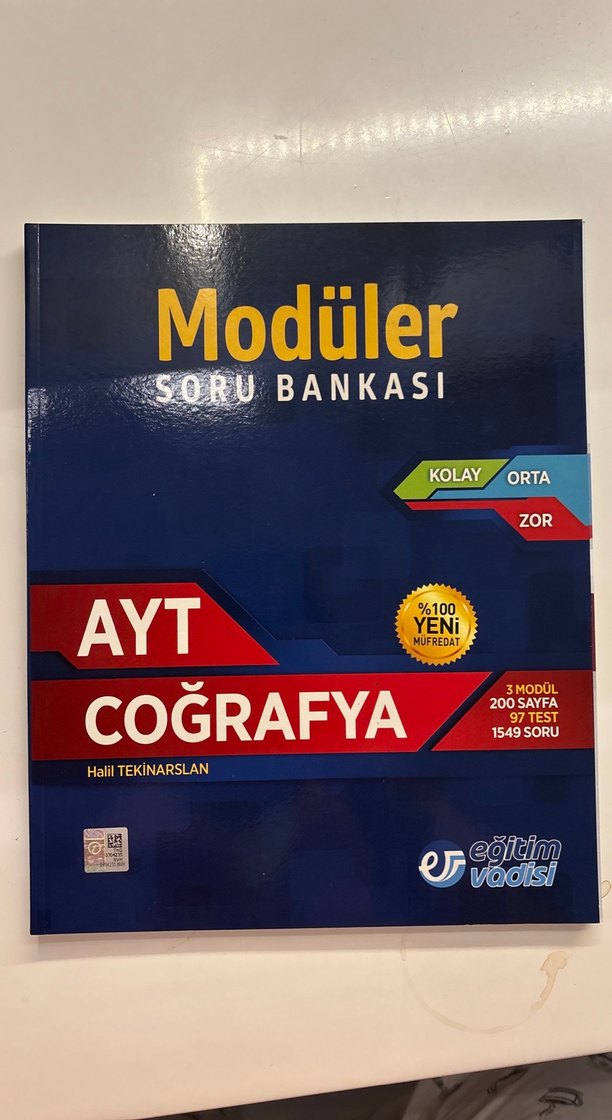 Modüler
SORU BANKASI
KOLAY
ORTA
ZOR
AYT
%100
YENİ
MÜFREDAT
COĞRAFYA
3 MODÜL
200 SAYFA
97 TEST
1549 SORU
Halil TEKİNARSLAN
eğitim
vadisi